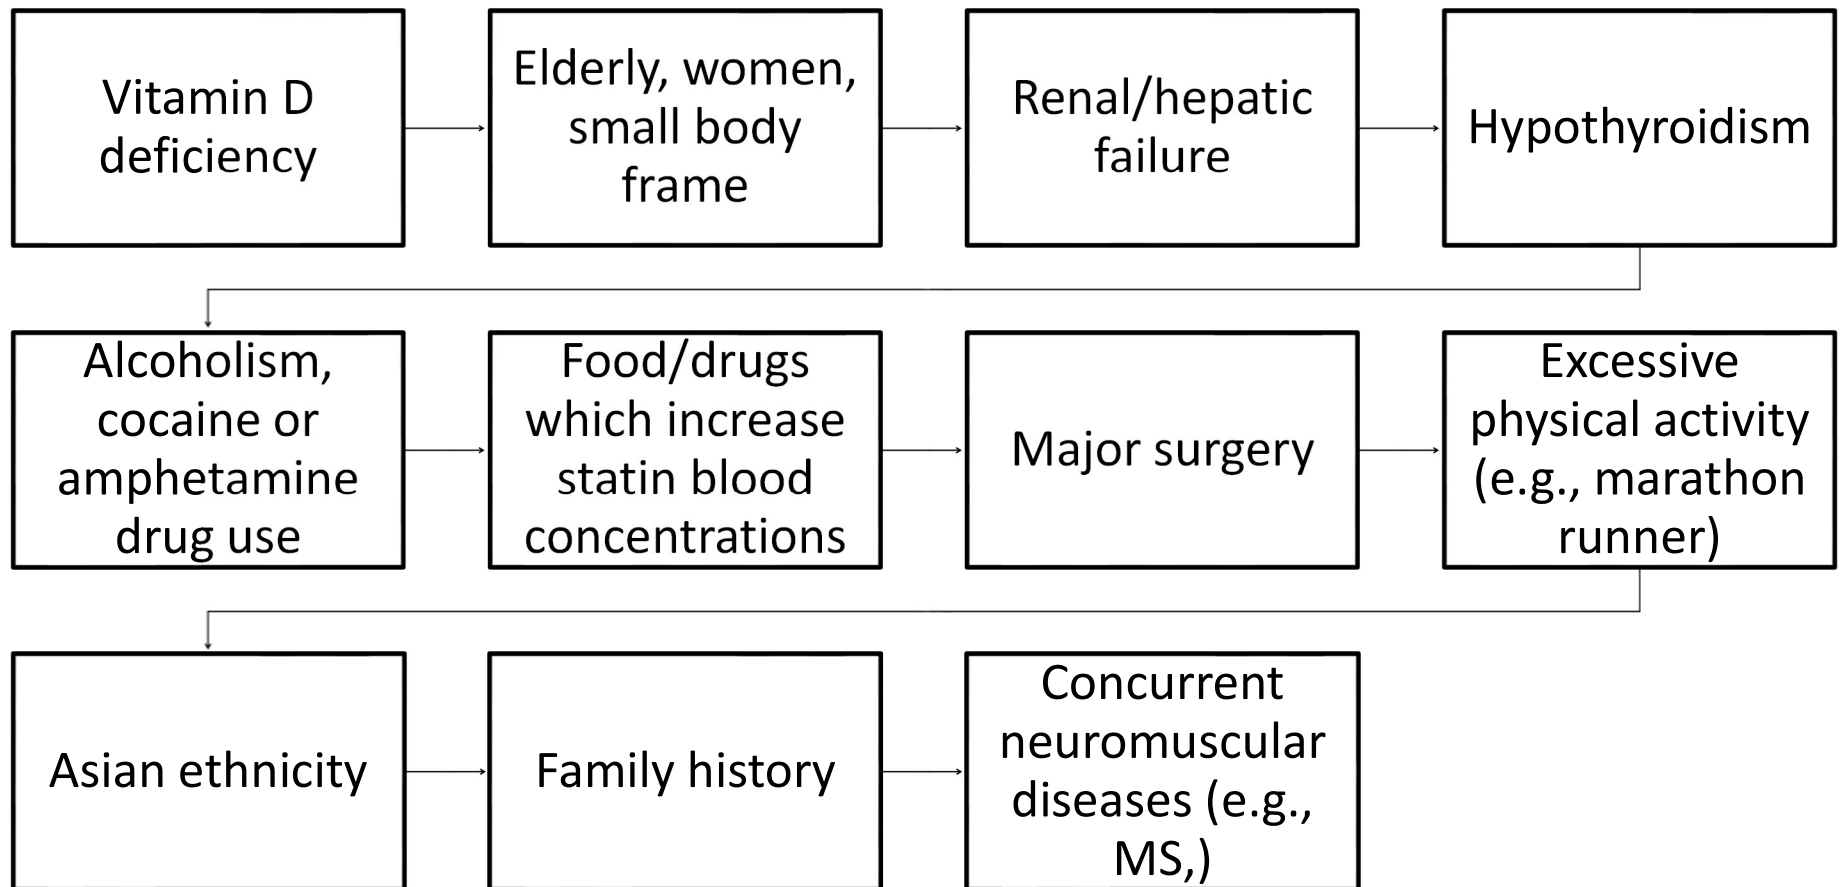 Vitamin D
deficiency
Elderly, women,
small body
frame
Renal/hepatic
failure
Hypothyroidism
Alcoholism,
cocaine or
amphetamine
drug use
Food/drugs
which increase
statin blood
concentrations
Major surgery
Excessive
physical activity
(e.g., marathon
runner)
Asian ethnicity
Family history
Concurrent
neuromuscular
diseases (e.g.,
MS,)